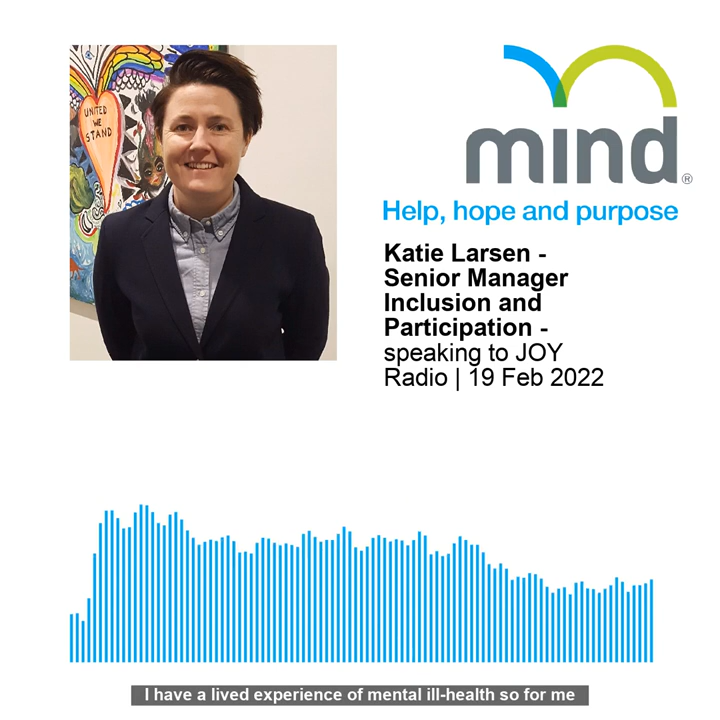 UNITED
WE
STAND
mind®
Help, hope and purpose
Katie Larsen -
Senior Manager
Inclusion and
Participation -
speaking to JOY
Radio | 19 Feb 2022
I have a lived experience of mental ill-health so for me